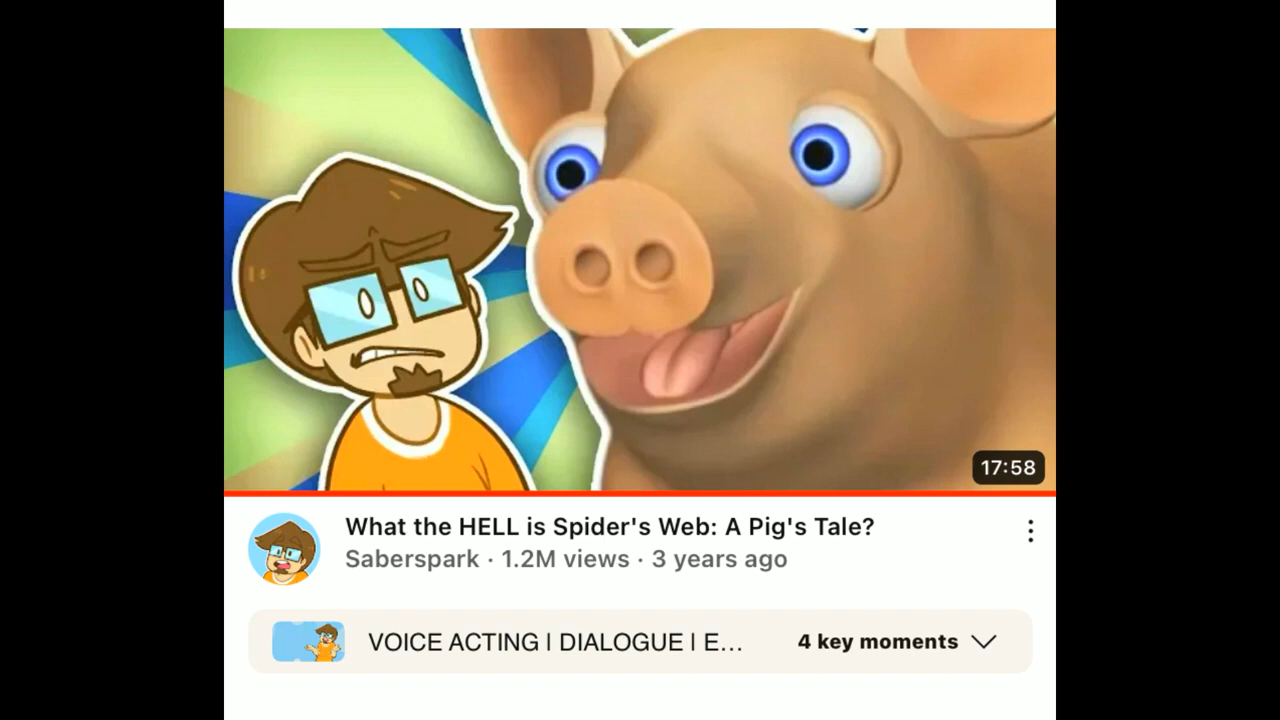 17:58
What the HELL is Spider's Web: A Pig's Tale?
Saberspark · 1.2M views · 3 years ago
VOICE ACTING | DIALOGUE | E... 4 key moments